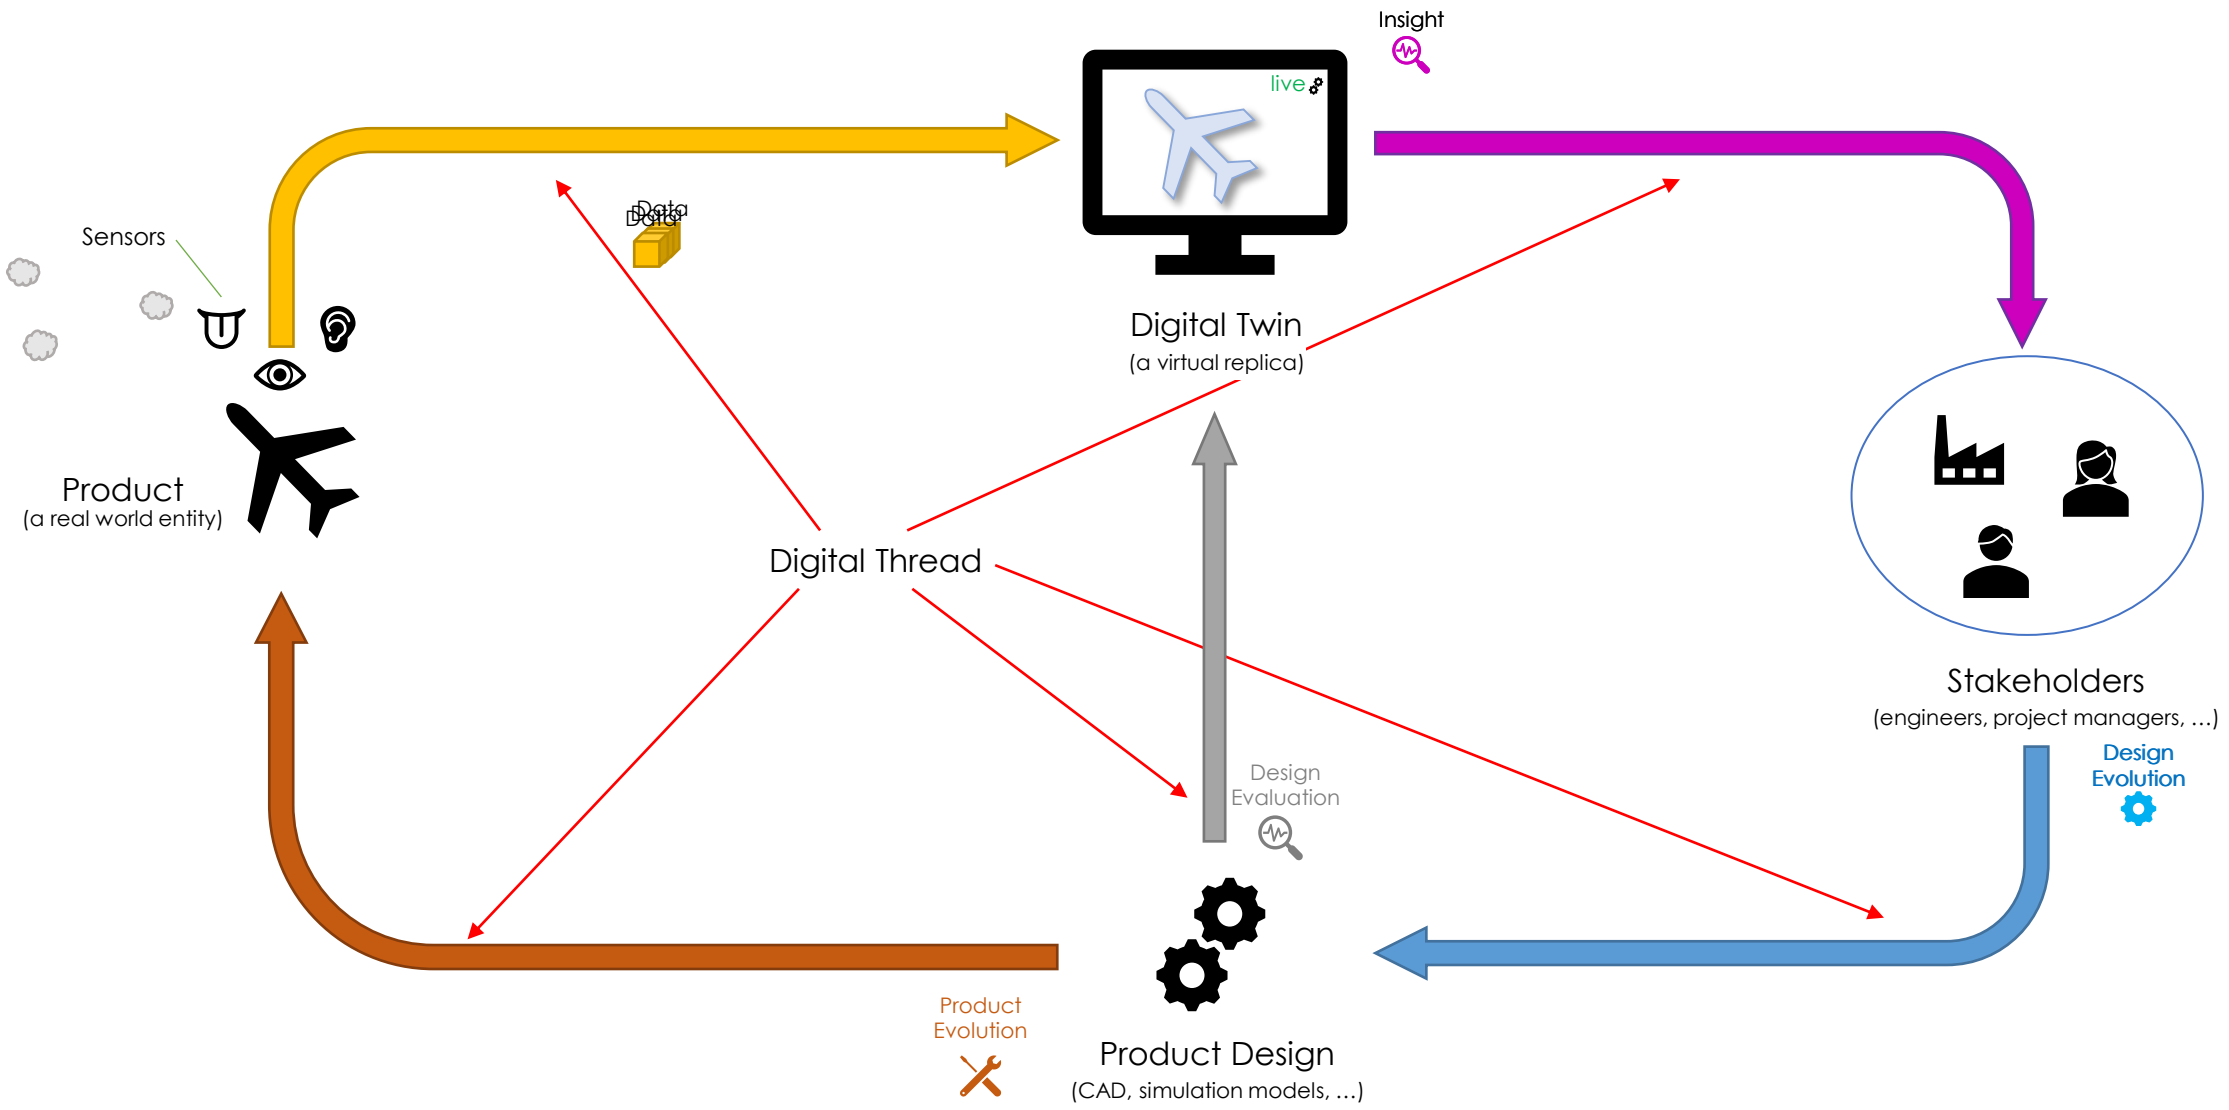 Insight
live
Data
Data
Sensors
Digital Twin
(a virtual replica)
Product
(a real world entity)
Digital Thread
Stakeholders
(engineers, project managers, ...)
Design
Evolution
Design
Evaluation
Product
Evolution
Product Design
(CAD, simulation models, ...)